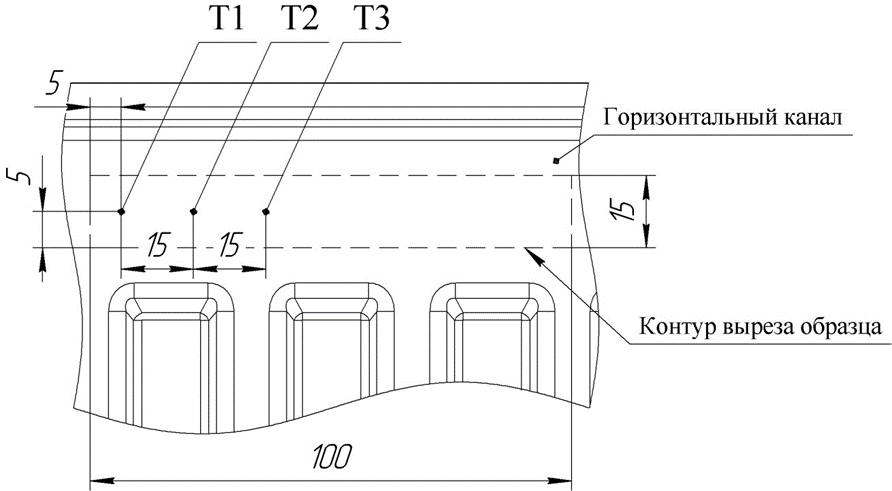 T1 T2 T3
5
Горизонтальный канал
5
15
15 15
Контур выреза образца
100